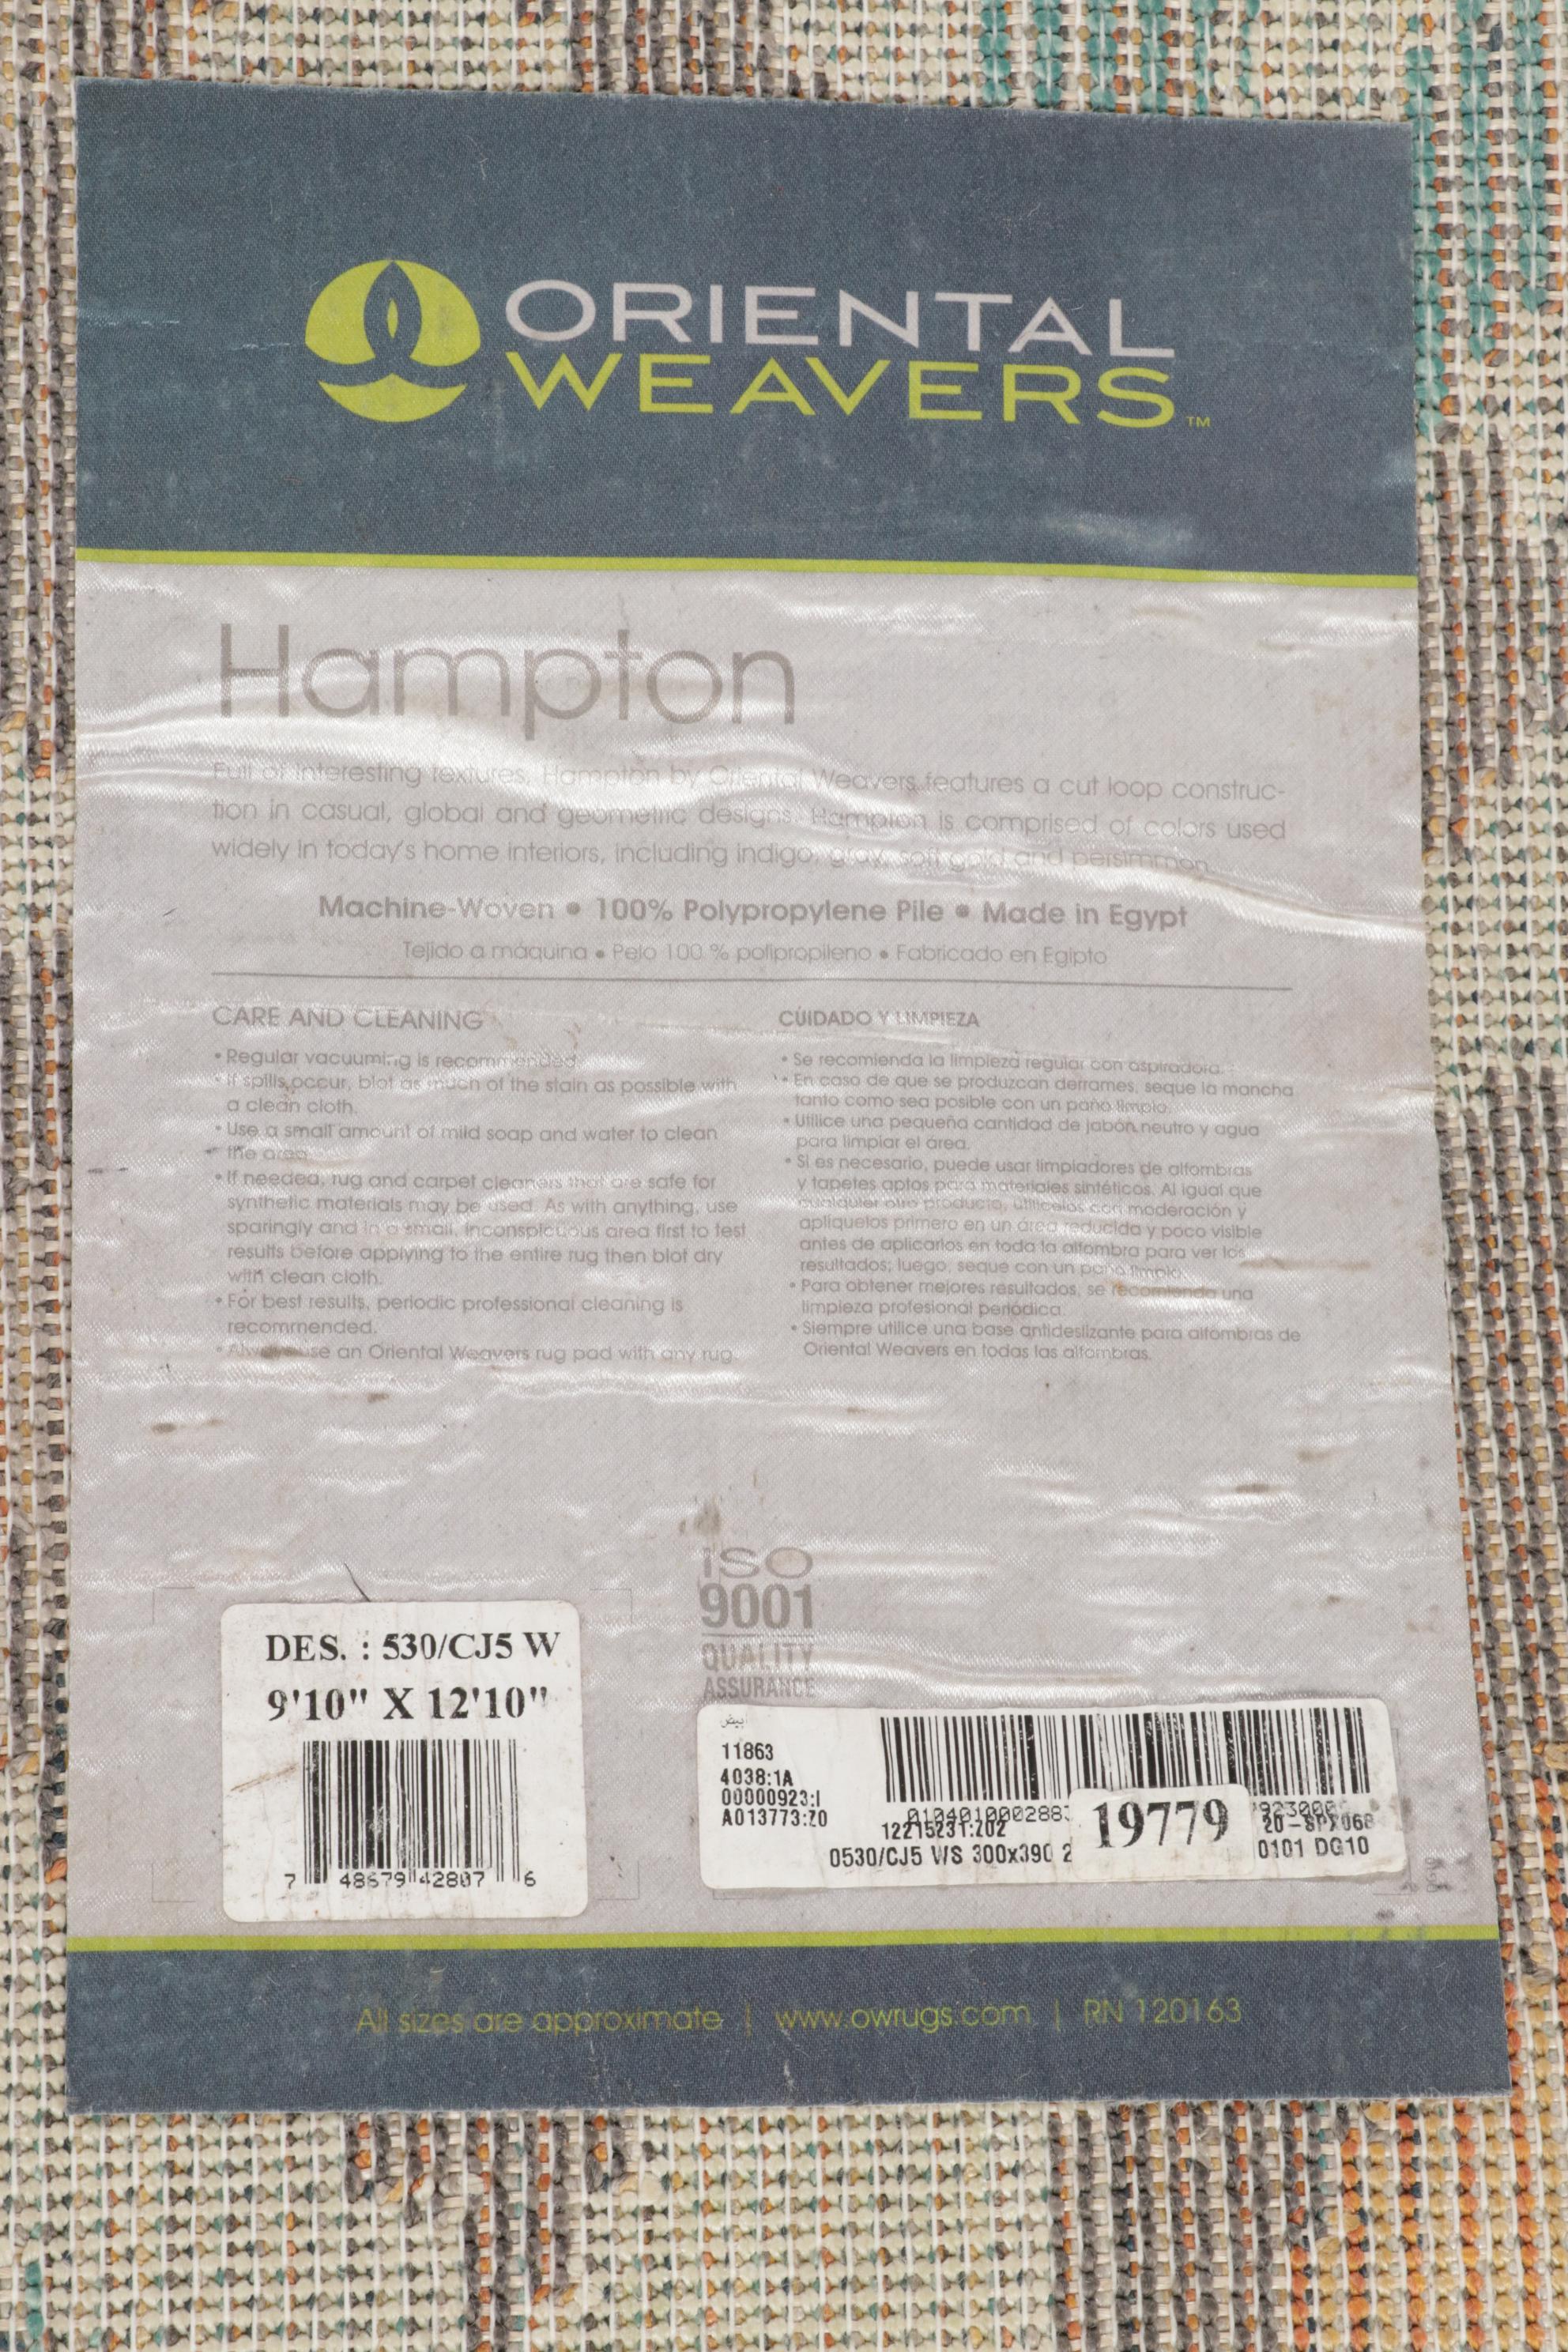 ORIENTAL
WEAVERS™
Hampton
Full of interesting textures, Hampton by Oriental Weavers features a cut loop construc-
tion in casual, global and geometric designs. Hampton is comprised of colors used
widely in today's home interiors, including indigo, gray, soft gold and persimmon.
Machine-Woven • 100% Polypropylene Pile • Made in Egypt
Tejido a máquina • Pelo 100 % polipropileno • Fabricado en Egipto
CARE AND CLEANING
• Regular vacuuming is recommended.
• If spills occur, blot as much of the stain as possible with
a clean cloth.
• Use a small amount of mild soap and water to clean
the area.
• If needed, rug and carpet cleaners that are safe for
synthetic materials may be used. As with anything, use
sparingly and in a small, inconspicuous area first to test
results before applying to the entire rug then blot dry
with clean cloth.
• For best results, periodic professional cleaning is
recommended.
• Always use an Oriental Weavers rug pad with any rug.
CUIDADO Y LIMPIEZA
• Se recomienda la limpieza regular con aspiradora.
• En caso de que se produzcan derrames, seque la mancha
tanto como sea posible con un paño limpio.
• Utilice una pequeña cantidad de jabón neutro y agua
para limpiar el área.
• Si es necesario, puede usar limpiadores de alfombras
y tapetes aptos para materiales sintéticos. Al igual que
cualquier otro producto, utilícelos con moderación y
aplíquelos primero en un área reducida y poco visible
antes de aplicarlos en toda la alfombra para ver los
resultados; luego, seque con un paño limpio.
• Para obtener mejores resultados, se recomienda una
limpieza profesional periódica.
• Siempre utilice una base antideslizante para alfombras de
Oriental Weavers en todas las alfombras.
ISO
9001
QUALITY
ASSURANCE
DES. : 530/CJ5 W
9'10" X 12'10"
7 48679 42807 6
ابيض
11863
4038:1A
00000923:I
A013773:Z0
12215231:Z02
0530/CJ5 WS 300x390 2
19779
0101 DG10
All sizes are approximate | www.owrugs.com | RN 120163